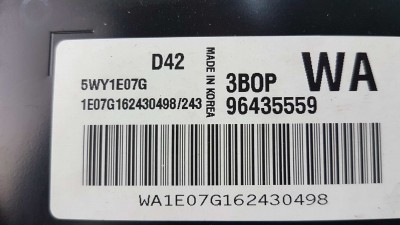 D42
5WY1E07G
1E07G162430498/243
MADE IN KOREA
3BOP
WA
96435559
WA1E07G162430498